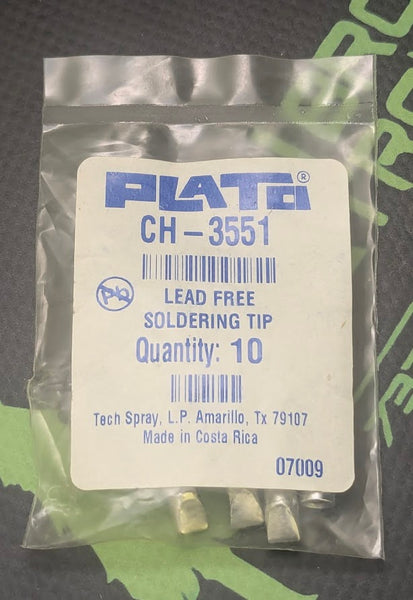 PLATO®
CH-3551
LEAD FREE
SOLDERING TIP
Quantity: 10
Tech Spray, L.P. Amarillo, Tx 79107
Made in Costa Rica
07009